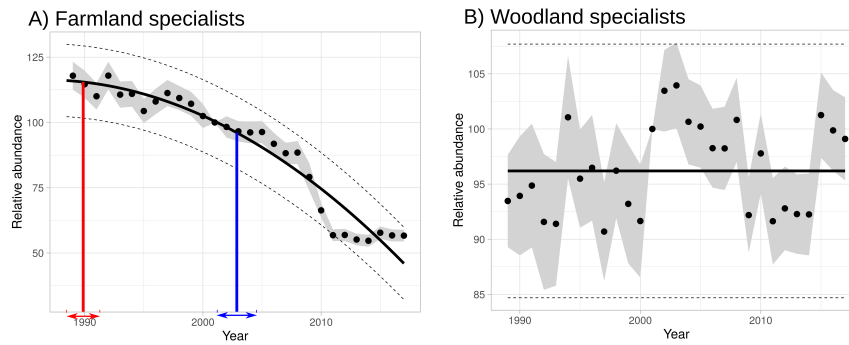 A) Farmland specialists
125
100
75
50
Relative abundance
1990
2000
2010
Year
B) Woodland specialists
105
100
95
90
85
Relative abundance
1990
2000
2010
Year